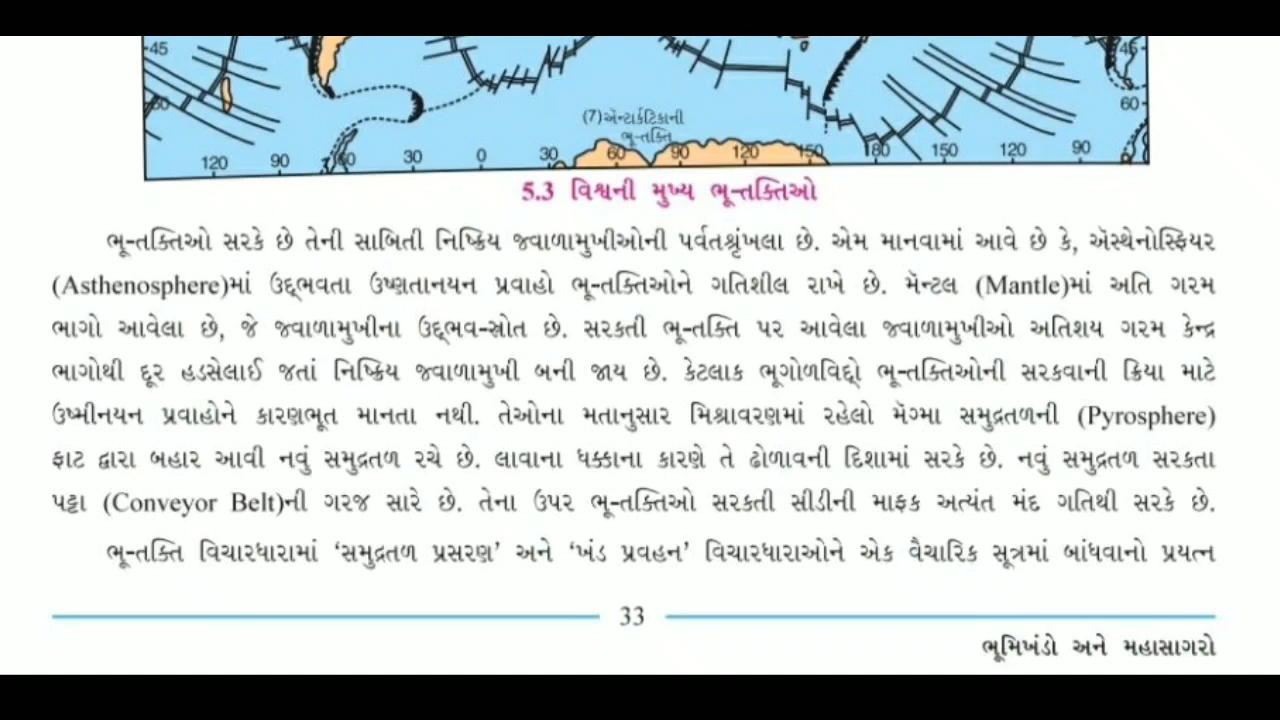 45
45
60
60
(7)ઍન્ટાર્કટિકાની
ભૂ-તક્તિ
120 90 60 30 0 30 60 90 120 150 180 150 120 90
5.3 વિશ્વની મુખ્ય ભૂ-તક્તિઓ
ભૂ-તક્તિઓ સરકે છે તેની સાબિતી નિષ્ક્રિય જ્વાળામુખીઓની પર્વતશ્રૃંખલા છે. એમ માનવામાં આવે છે કે, ઍસ્થેનોસ્ફિયર
(Asthenosphere)માં ઉદ્દભવતા ઉષ્ણતાનયન પ્રવાહો ભૂ-તક્તિઓને ગતિશીલ રાખે છે. મૅન્ટલ (Mantle)માં અતિ ગરમ
ભાગો આવેલા છે, જે જ્વાળામુખીના ઉદ્દભવ-સ્રોત છે. સરકતી ભૂ-તક્તિ પર આવેલા જ્વાળામુખીઓ અતિશય ગરમ કેન્દ્ર
ભાગોથી દૂર હડસેલાઈ જતાં નિષ્ક્રિય જ્વાળામુખી બની જાય છે. કેટલાક ભૂગોળવિદ્દો ભૂ-તક્તિઓની સરકવાની ક્રિયા માટે
ઉષ્મીનયન પ્રવાહોને કારણભૂત માનતા નથી. તેઓના મતાનુસાર મિશ્રાવરણમાં રહેલો મૅગ્મા સમુદ્રતળની (Pyrosphere)
ફાટ દ્વારા બહાર આવી નવું સમુદ્રતળ રચે છે. લાવાના ધક્કાના કારણે તે ઢોળાવની દિશામાં સરકે છે. નવું સમુદ્રતળ સરકતા
પટ્ટા (Conveyor Belt)ની ગરજ સારે છે. તેના ઉપર ભૂ-તક્તિઓ સરકતી સીડીની માફક અત્યંત મંદ ગતિથી સરકે છે.
ભૂ-તક્તિ વિચારધારામાં ‘સમુદ્રતળ પ્રસરણ’ અને ‘ખંડ પ્રવહન’ વિચારધારાઓને એક વૈચારિક સૂત્રમાં બાંધવાનો પ્રયત્ન
33
ભૂમિખંડો અને મહાસાગરો